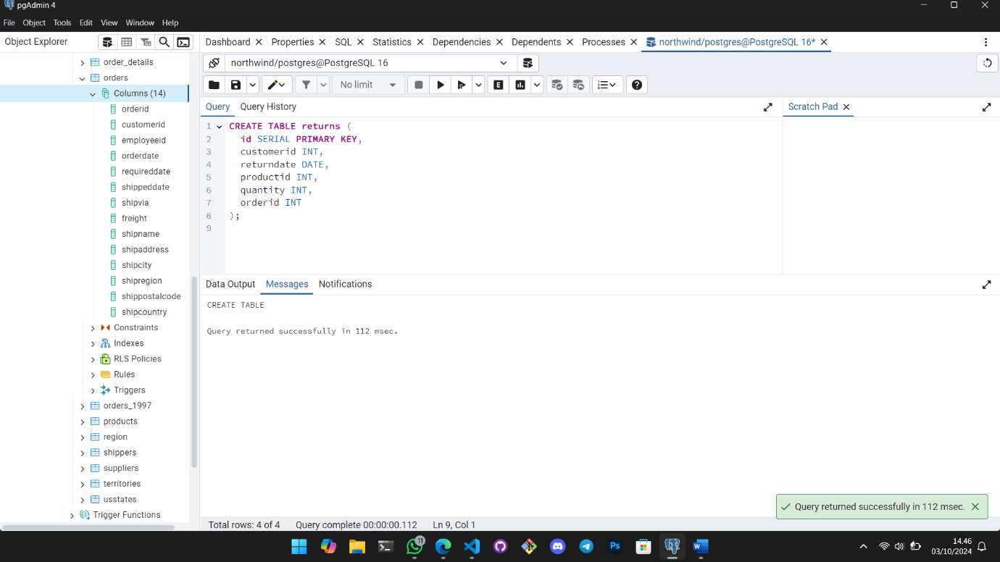 pgAdmin 4
File Object Tools Edit View Window Help
Object Explorer
Dashboard Properties SQL Statistics Dependencies Dependents Processes northwind/postgres@PostgreSQL 16*
order_details
orders
Columns (14)
orderid
customerid
employeeid
orderdate
requireddate
shippeddate
shipvia
freight
shipname
shipaddress
shipcity
shipregion
shippostalcode
shipcountry
Constraints
Indexes
RLS Policies
Rules
Triggers
orders_1997
products
region
shippers
suppliers
territories
usstates
Trigger Functions
northwind/postgres@PostgreSQL 16
No limit
E
Query Query History
Scratch Pad
1 CREATE TABLE returns (
2 id SERIAL PRIMARY KEY,
3 customerid INT,
4 returndate DATE,
5 productid INT,
6 quantity INT,
7 orderid INT
8 );
9
Data Output Messages Notifications
CREATE TABLE
Query returned successfully in 112 msec.
Query returned successfully in 112 msec.
Total rows: 4 of 4 Query complete 00:00:00.112 Ln 9, Col 1
11
Ps
W
14.46
03/10/2024